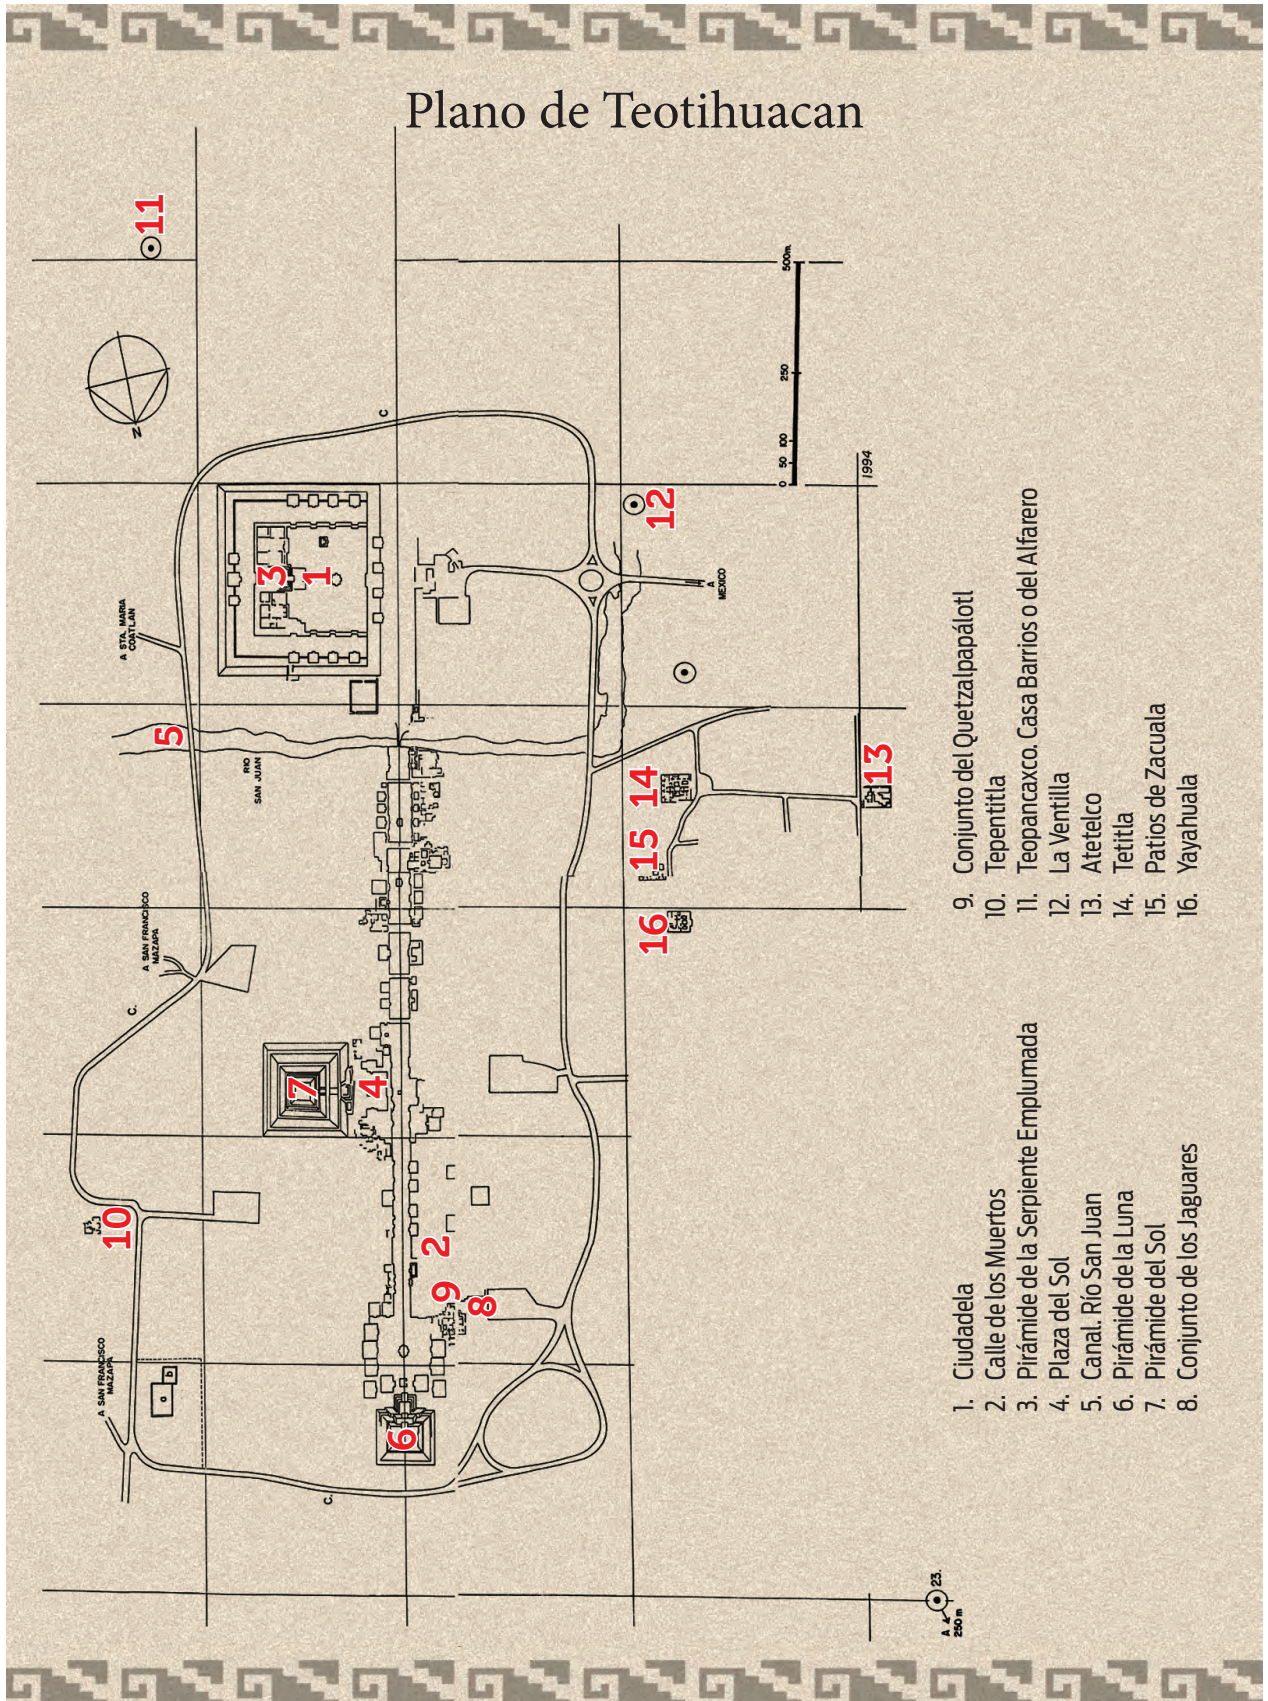 Plano de Teotihuacan
A SAN FRANCISCO
MAZAPA
a
b
C.
10
C.
A SAN FRANCISCO
MAZAPA
5
RIO
SAN JUAN
A STA. MARIA
COATLAN
N
11
C
3
1
7
4
6
2
9
8
A
MEXICO
12
14
15
16
13
0 50 100 250 500m.
1994
23.
A
250 m
1. Ciudadela
2. Calle de los Muertos
3. Pirámide de la Serpiente Emplumada
4. Plaza del Sol
5. Canal. Río San Juan
6. Pirámide de la Luna
7. Pirámide del Sol
8. Conjunto de los Jaguares
9. Conjunto del Quetzalpapálotl
10. Tepentitla
11. Teopancaxco. Casa Barrios o del Alfarero
12. La Ventilla
13. Atetelco
14. Tetitla
15. Patios de Zacuala
16. Yayahuala